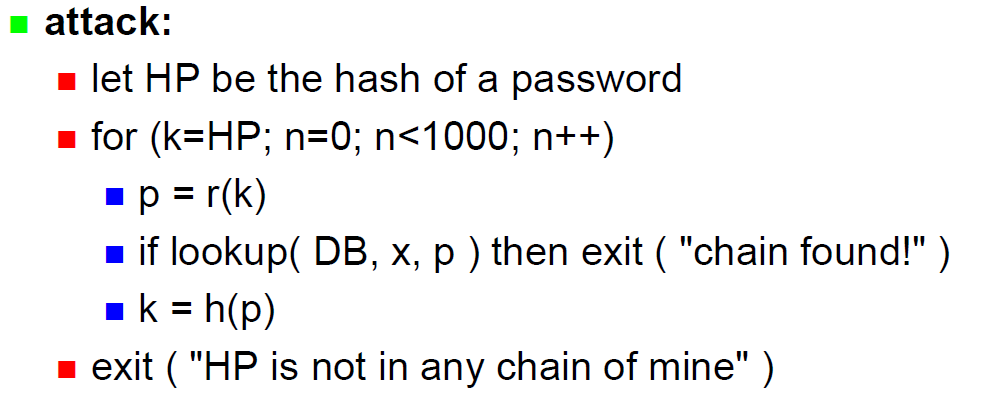 attack:
let HP be the hash of a password
for (k=HP; n=0; n<1000; n++)
p = r(k)
if lookup( DB, x, p ) then exit ( "chain found!" )
k = h(p)
exit ( "HP is not in any chain of mine" )